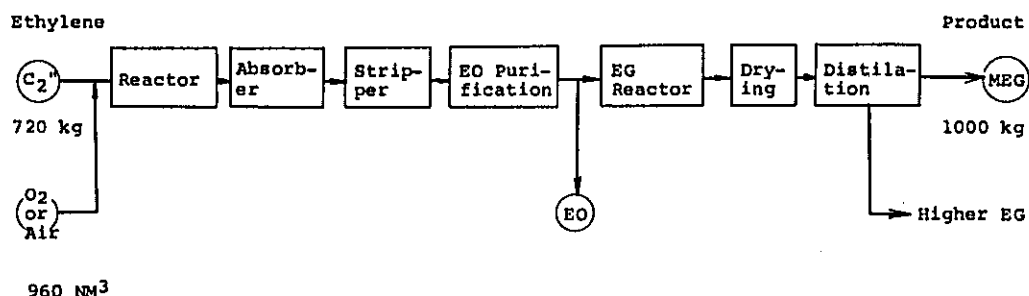 Ethylene
Product
C2"
Reactor
Absorb-
er
Strip-
per
EO Puri-
fication
EG
Reactor
Dry-
ing
Distila-
tion
MEG
720 kg
1000 kg
O2
or
Air
EO
Higher EG
960 NM3